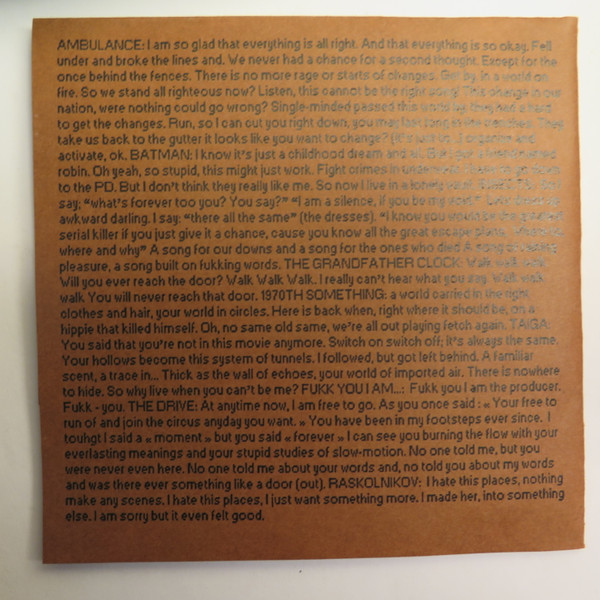 AMBULANCE: I am so glad that everything is all right. And that everything is so okay. Fell
under and broke the lines and. We never had a chance for a second thought. Except for the
once behind the fences. There is no more rage or starts of changes. Get by, in a world on
fire. So we stand all righteous now? Listen, this cannot be the right song! This change in our
nation, were nothing could go wrong? Single-minded passed this world by they had a hard
to get the changes. Run, so I can cut you right down, you may last long in the trenches. They
take us back to the gutter it looks like you want to change? (It's just us..) organize and
activate, ok. BATMAN: I know it's just a childhood dream and all. But
robin. Oh yeah, so stupid, this might just work. Fight crimes in
to the PD. But I don't think they really like me. So now I live in a lonely
say; "what's forever too you? You say?" "I am a silence, if you be my
awkward darling. I say: "there all the same" (the dresses). "I know you would be the greatest
serial killer if you just give it a chance, cause you know all the great escape plans.
where and why" A song for our downs and a song for the ones who died A song
pleasure, a song built on fukking words. THE GRANDFATHER CLOCK: Walk walk walk.
Will you ever reach the door? Walk Walk Walk. I really can't hear what you say. Walk walk
walk You will never reach that door. 1970TH SOMETHING: a world carried in the right
clothes and hair, your world in circles. Here is back when, right where it should be, on a
hippie that killed himself. Oh, no same old same, we're all out playing fetch again. TAIGA:
You said that you're not in this movie anymore. Switch on switch off; it's always the same.
Your hollows become this system of tunnels. I followed, but got left behind. A familiar
scent, a trace in... Thick as the wall of echoes, your world of imported air. There is nowhere
to hide. So why live when you can't be me? FUKK YOU I AM...: Fukk you I am the producer.
Fukk - you. THE DRIVE: At anytime now, I am free to go. As you once said : « Your free to
run of and join the circus anyday you want. » You have been in my footsteps ever since. I
touhgt I said a « moment » but you said « forever » I can see you burning the flow with your
everlasting meanings and your stupid studies of slow-motion. No one told me, but you
were never even here. No one told me about your words and, no told you about my words
and was there ever something like a door (out). RASKOLNIKOV: I hate this places, nothing
make any scenes. I hate this places, I just want something more. I made her, into something
else. I am sorry but it even felt good.